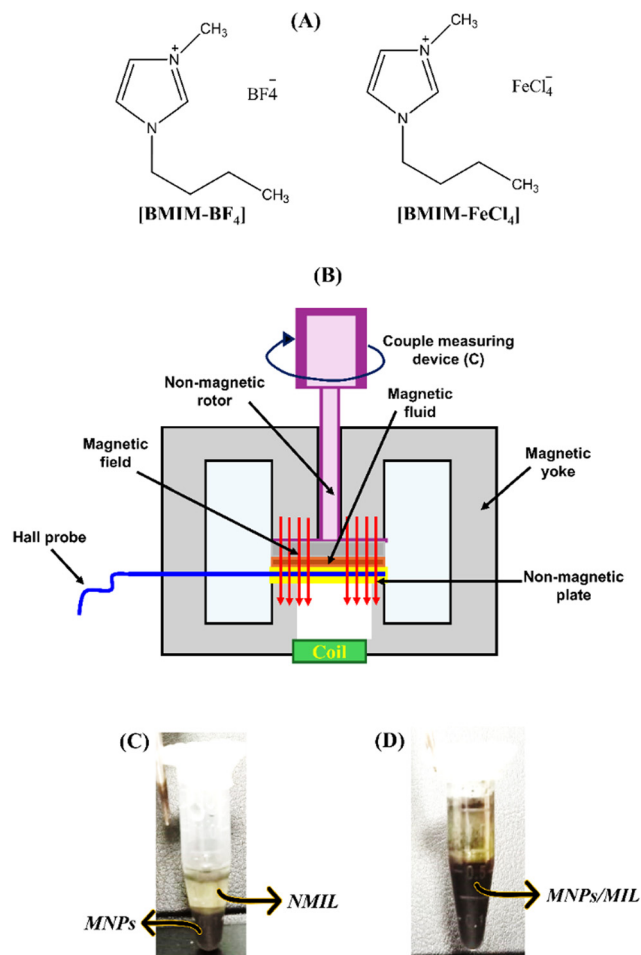 (A)
CH₃
N
+
N
CH₃
BF4⁻
[BMIM-BF₄]
CH₃
N
+
N
CH₃
FeCl₄⁻
[BMIM-FeCl₄]
(B)
Couple measuring
device (C)
Non-magnetic
rotor
Magnetic
fluid
Magnetic
field
Magnetic
yoke
Hall probe
Non-magnetic
plate
Coil
(C)
NMIL
MNPs
(D)
MNPs/MIL